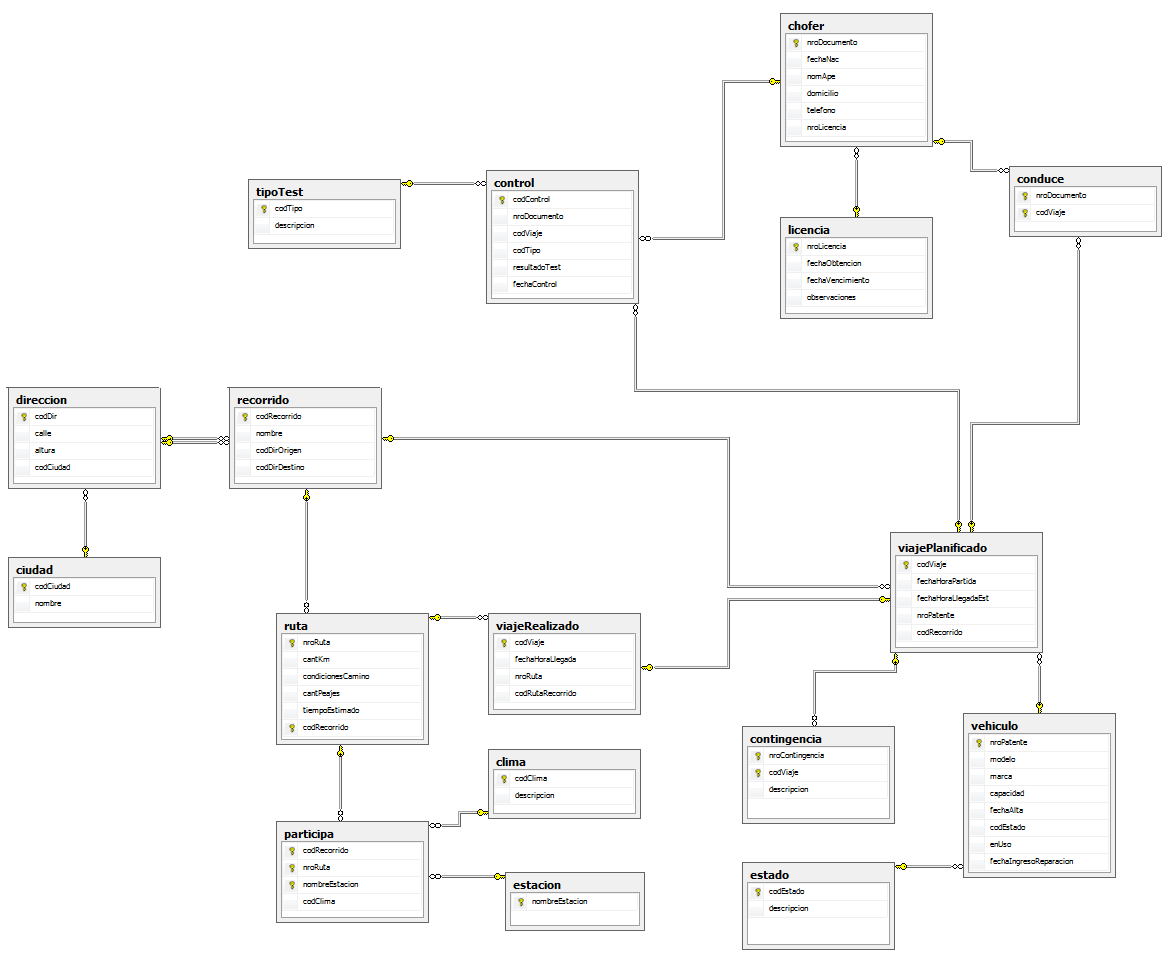 chofer
nroDocumento
fechaNac
nomApe
domicilio
telefono
nroLicencia
conduce
nroDocumento
codViaje
tipoTest
codTipo
descripcion
control
codControl
nroDocumento
codViaje
codTipo
resultadoTest
fechaControl
licencia
nroLicencia
fechaObtencion
fechaVencimiento
observaciones
direccion
codDir
calle
altura
codCiudad
recorrido
codRecorrido
nombre
codDirOrigen
codDirDestino
ciudad
codCiudad
nombre
viajePlanificado
codViaje
fechaHoraPartida
fechaHoraLlegadaEst
nroPatente
codRecorrido
ruta
nroRuta
cantKm
condicionesCamino
cantPeajes
tiempoEstimado
codRecorrido
viajeRealizado
codViaje
fechaHoraLlegada
nroRuta
codRutaRecorrido
contingencia
nroContingencia
codViaje
descripcion
vehiculo
nroPatente
modelo
marca
capacidad
fechaAlta
codEstado
enUso
fechaIngresoReparacion
clima
codClima
descripcion
participa
codRecorrido
nroRuta
nombreEstacion
codClima
estacion
nombreEstacion
estado
codEstado
descripcion